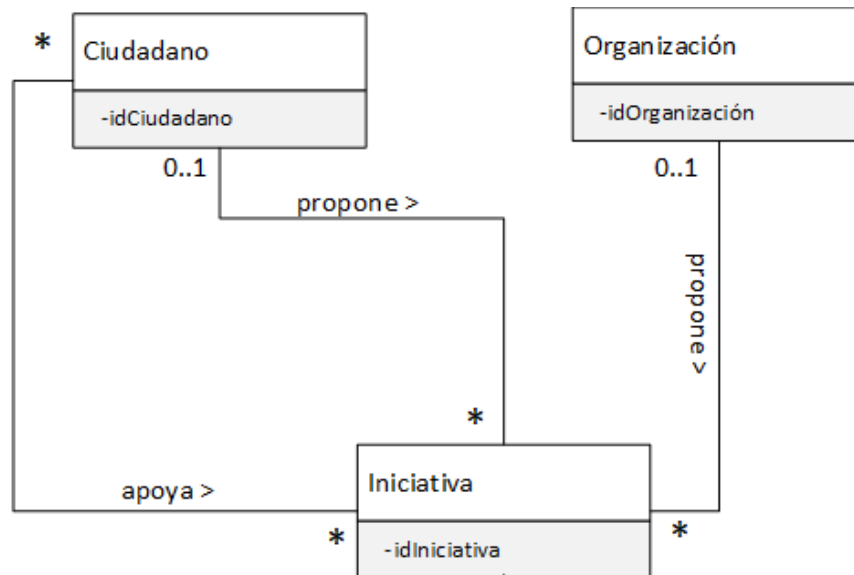 *
Ciudadano
-idCiudadano
0..1
Organización
-idOrganización
0..1
propone >
propone >
*
apoya >
*
Iniciativa
-idIniciativa
*